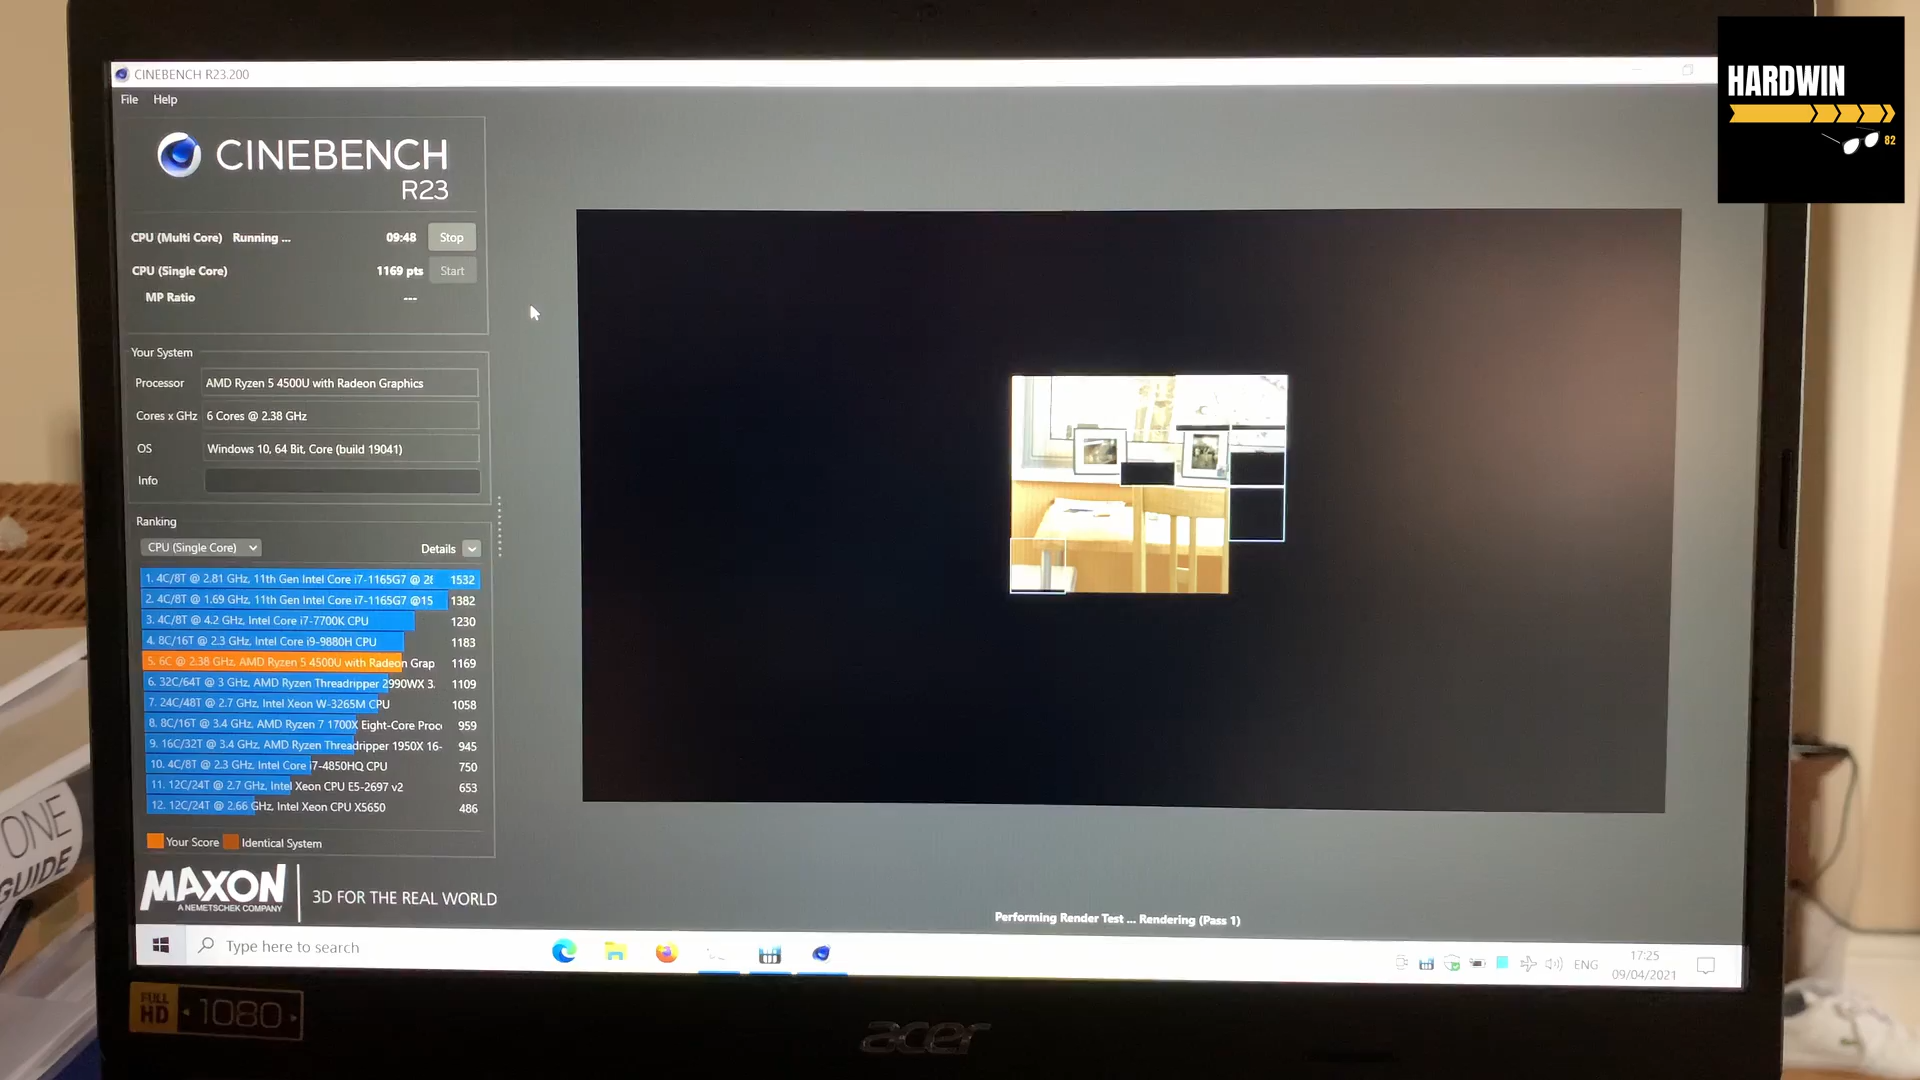 HARDWIN
82
CINEBENCH R23.200
File Help
CINEBENCH
R23
CPU (Multi Core) Running ... 09:48 Stop
CPU (Single Core) 1169 pts Start
MP Ratio ---
Your System
Processor AMD Ryzen 5 4500U with Radeon Graphics
Cores x GHz 6 Cores @ 2.38 GHz
OS Windows 10, 64 Bit, Core (build 19041)
Info
Ranking
CPU (Single Core) Details
1. 4C/8T @ 2.81 GHz, 11th Gen Intel Core i7-1165G7 @ 28 1532
2. 4C/8T @ 1.69 GHz, 11th Gen Intel Core i7-1165G7 @15 1382
3. 4C/8T @ 4.2 GHz, Intel Core i7-7700K CPU 1230
4. 8C/16T @ 2.3 GHz, Intel Core i9-9880H CPU 1183
5. 6C @ 2.38 GHz, AMD Ryzen 5 4500U with Radeon Grap 1169
6. 32C/64T @ 3 GHz, AMD Ryzen Threadripper 2990WX 3. 1109
7. 24C/48T @ 2.7 GHz, Intel Xeon W-3265M CPU 1058
8. 8C/16T @ 3.4 GHz, AMD Ryzen 7 1700X Eight-Core Proc 959
9. 16C/32T @ 3.4 GHz, AMD Ryzen Threadripper 1950X 16- 945
10. 4C/8T @ 2.3 GHz, Intel Core i7-4850HQ CPU 750
11. 12C/24T @ 2.7 GHz, Intel Xeon CPU E5-2697 v2 653
12. 12C/24T @ 2.66 GHz, Intel Xeon CPU X5650 486
Your Score Identical System
MAXON
A NEMETSCHEK COMPANY
3D FOR THE REAL WORLD
Performing Render Test ... Rendering (Pass 1)
Type here to search
ENG
17:25
09/04/2021
FULL HD 1080
acer
ONE
GUIDE